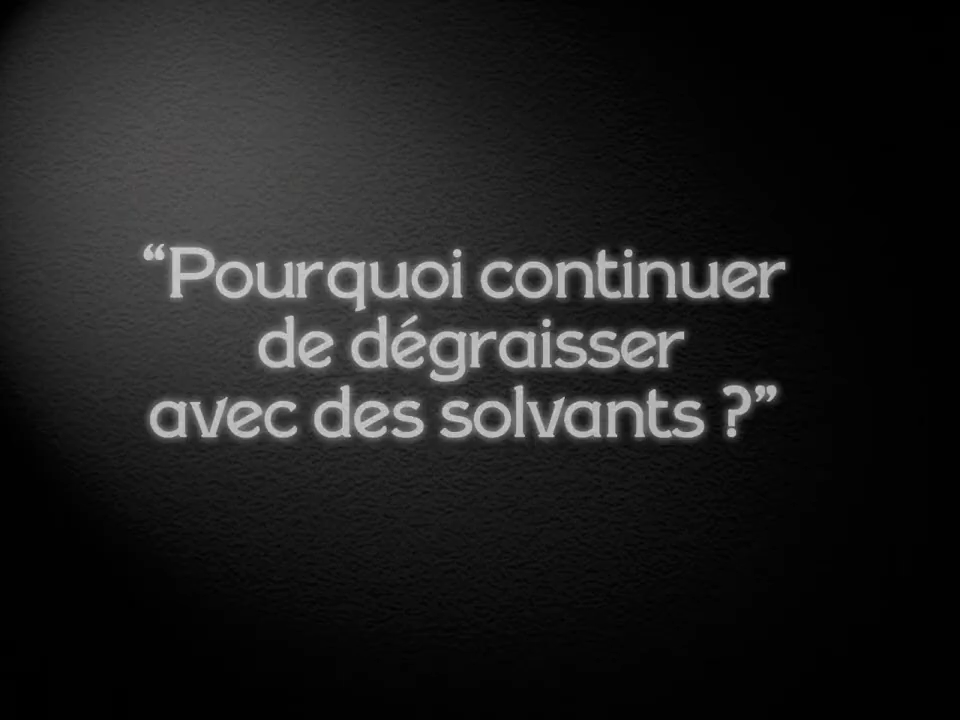 “Pourquoi continuer
de dégraisser
avec des solvants ?”